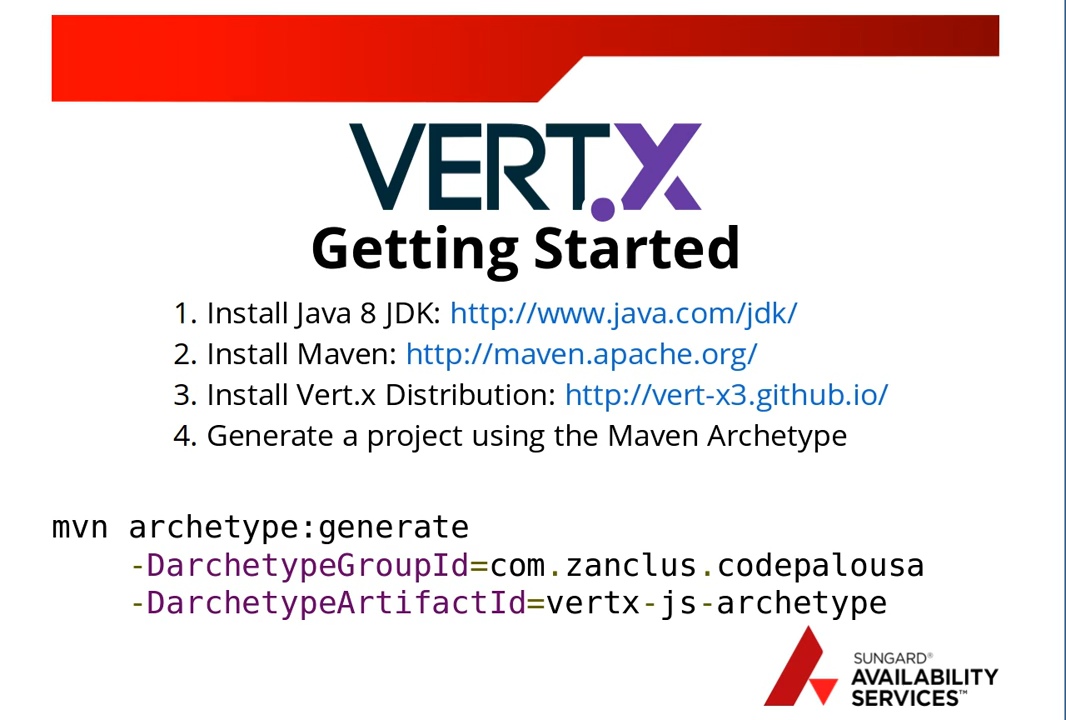 VERT.X
Getting Started
1. Install Java 8 JDK: http://www.java.com/jdk/
2. Install Maven: http://maven.apache.org/
3. Install Vert.x Distribution: http://vert-x3.github.io/
4. Generate a project using the Maven Archetype
mvn archetype:generate
-DarchetypeGroupId=com.zanclus.codepalousa
-DarchetypeArtifactId=vertx-js-archetype
SUNGARD®
AVAILABILITY
SERVICES™